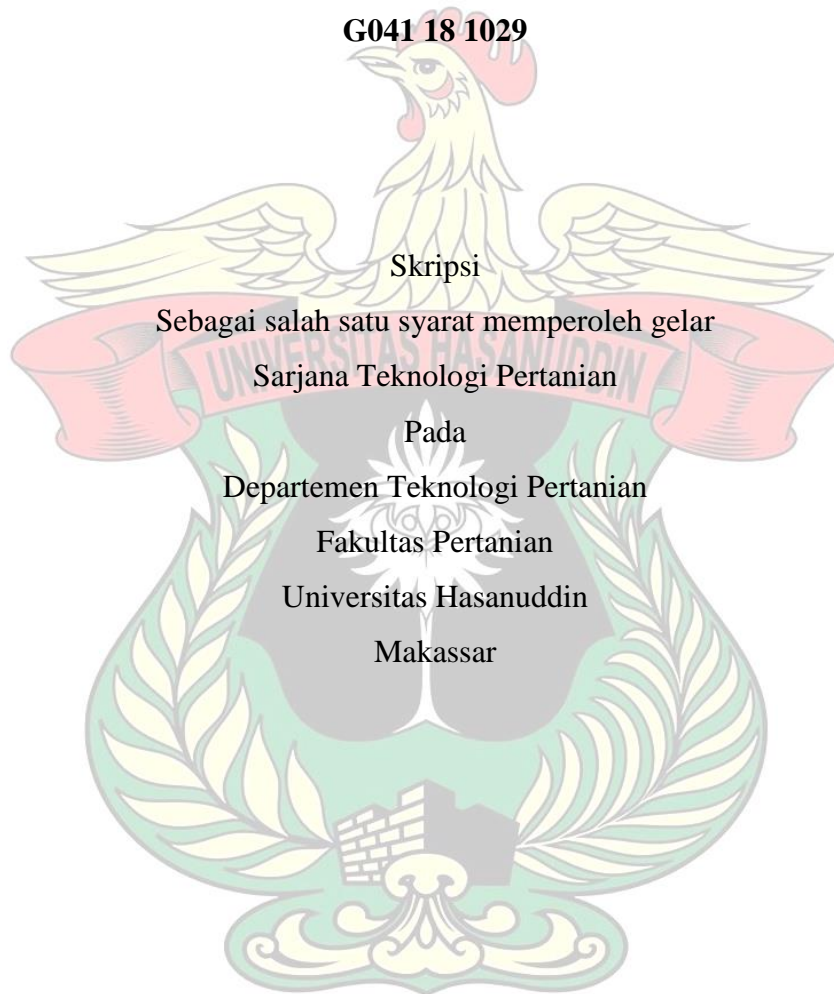 G041 18 1029
Skripsi
Sebagai salah satu syarat memperoleh gelar
UNIVERSITAS HASANUDDIN
Sarjana Teknologi Pertanian
Pada
Departemen Teknologi Pertanian
Fakultas Pertanian
Universitas Hasanuddin
Makassar